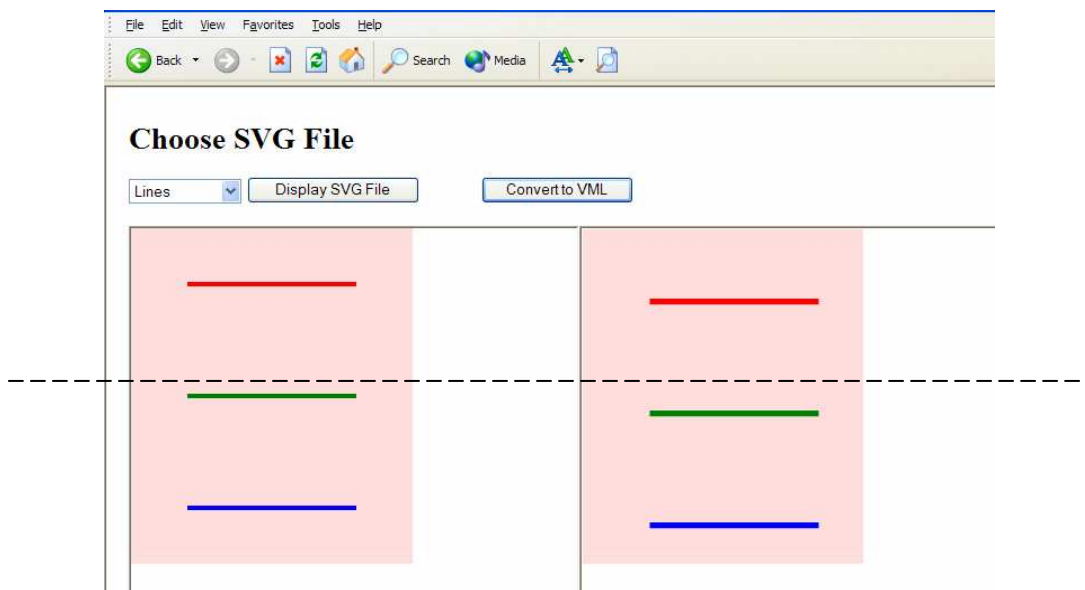 File Edit View Favorites Tools Help
Back Search Media
Choose SVG File
Lines Display SVG File Convert to VML